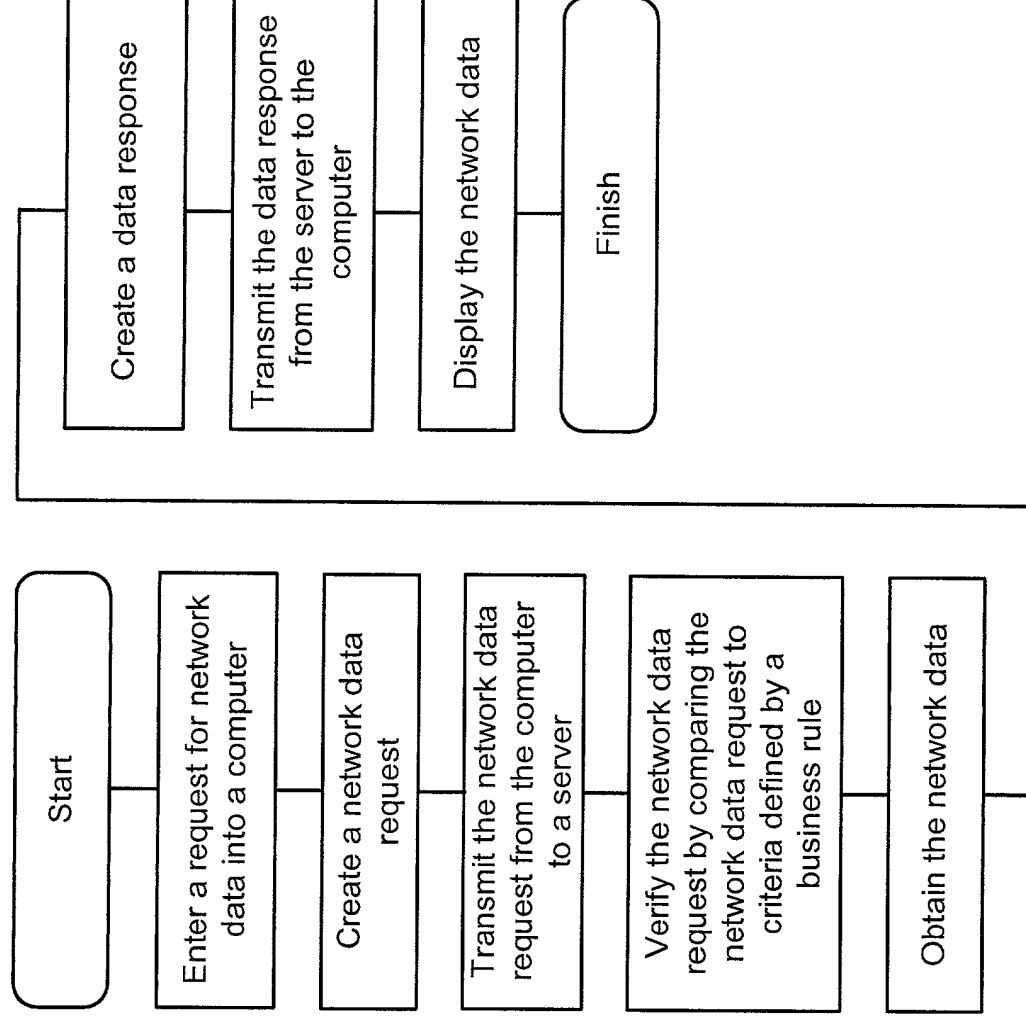 Start
Enter a request for network
data into a computer
Create a network data
request
Transmit the network data
request from the computer
to a server
Verify the network data
request by comparing the
network data request to
criteria defined by a
business rule
Obtain the network data
Create a data response
Transmit the data response
from the server to the
computer
Display the network data
Finish